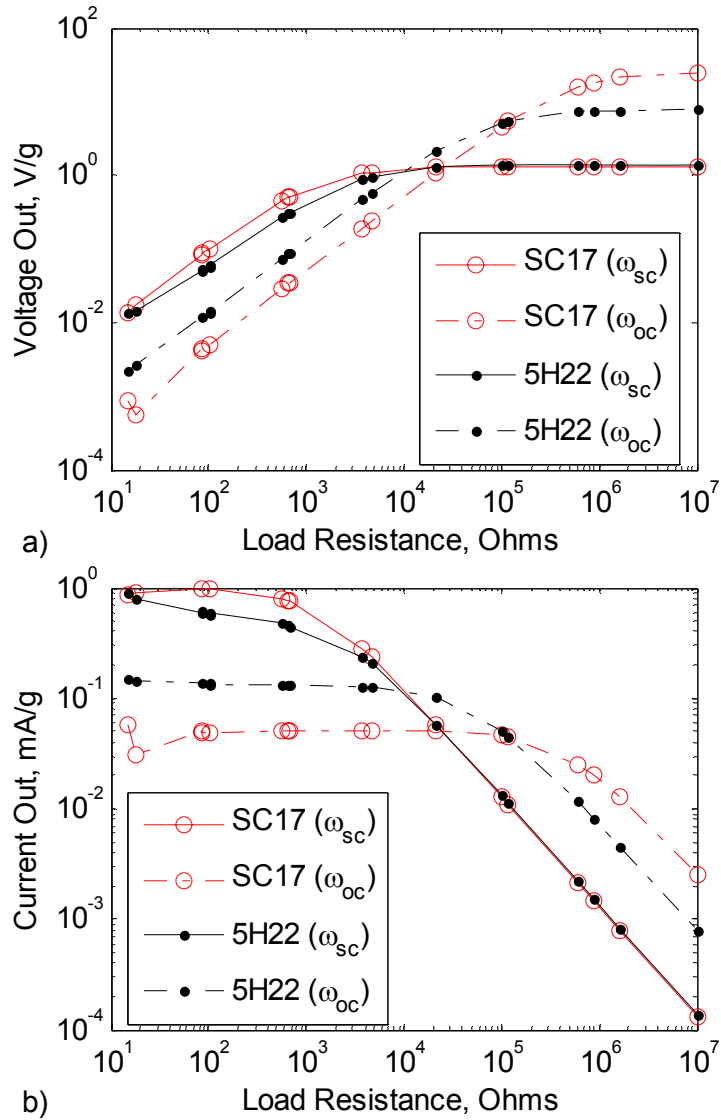 10^2
10^0
10^-2
10^-4
Voltage Out, V/g
SC17 (ω_sc)
SC17 (ω_oc)
5H22 (ω_sc)
5H22 (ω_oc)
10^1 10^2 10^3 10^4 10^5 10^6 10^7
Load Resistance, Ohms
a)
10^0
10^-1
10^-2
10^-3
10^-4
Current Out, mA/g
SC17 (ω_sc)
SC17 (ω_oc)
5H22 (ω_sc)
5H22 (ω_oc)
10^1 10^2 10^3 10^4 10^5 10^6 10^7
Load Resistance, Ohms
b)